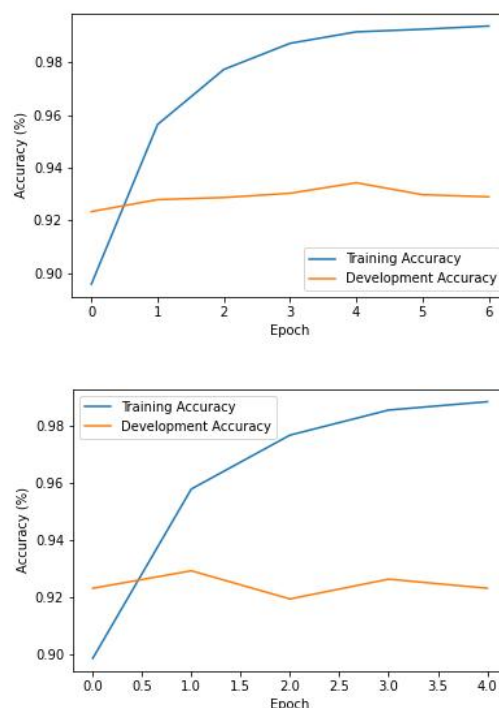 0.98
0.96
0.94
0.92
0.90
Accuracy (%)
Training Accuracy
Development Accuracy
0 1 2 3 4 5 6
Epoch
Training Accuracy
Development Accuracy
0.98
0.96
0.94
0.92
0.90
Accuracy (%)
0.0 0.5 1.0 1.5 2.0 2.5 3.0 3.5 4.0
Epoch